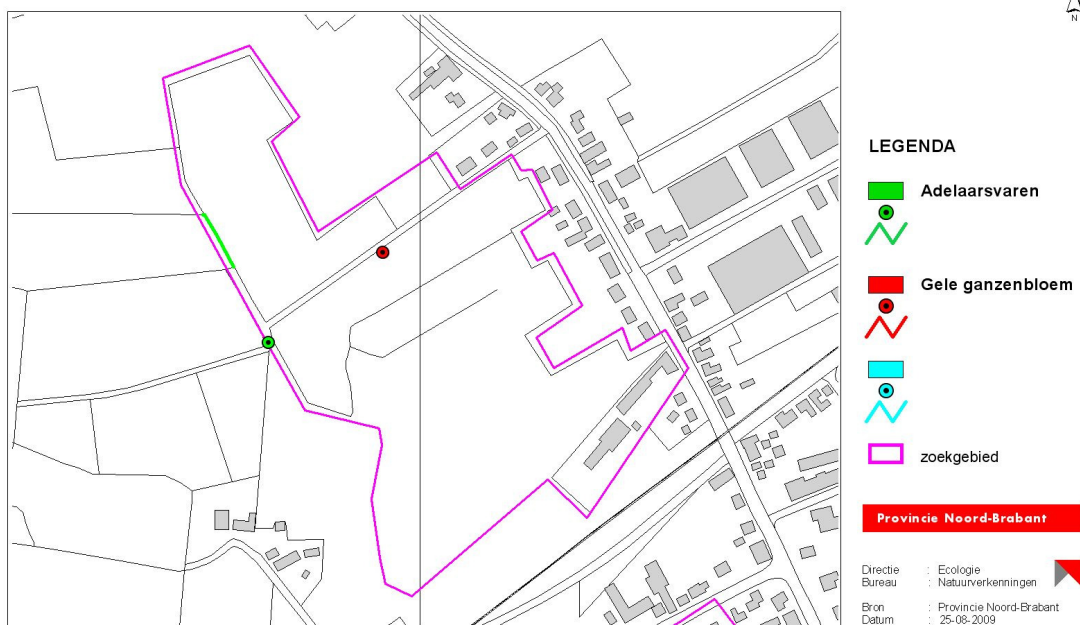 N
LEGENDA
Adelaarsvaren
Gele ganzenbloem
zoekgebied
Provincie Noord-Brabant
Directie : Ecologie
Bureau : Natuurverkenningen
Bron : Provincie Noord-Brabant
Datum : 25-08-2009